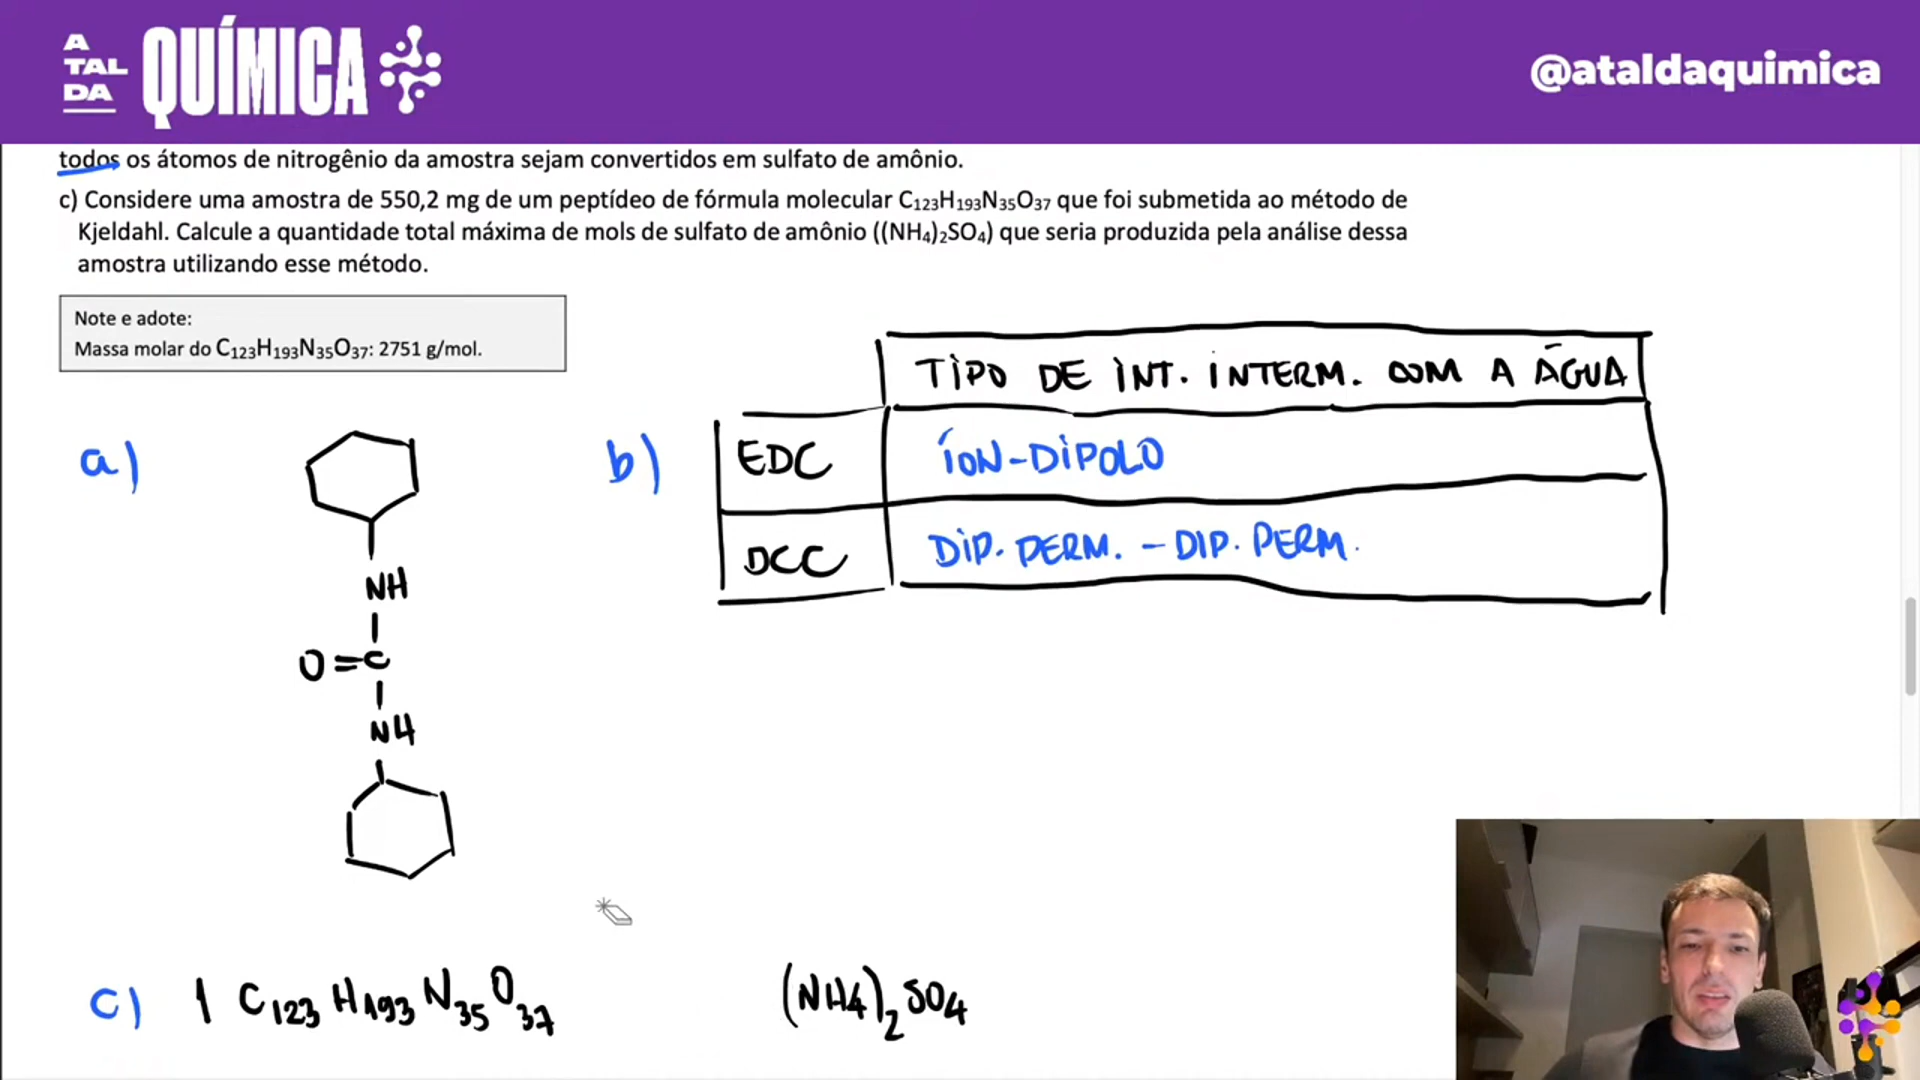 A
TAL
DA
QUÍMICA
@ataldaquimica
todos os átomos de nitrogênio da amostra sejam convertidos em sulfato de amônio.
c) Considere uma amostra de 550,2 mg de um peptídeo de fórmula molecular C₁₂₃H₁₉₃N₃₅O₃₇ que foi submetida ao método de
Kjeldahl. Calcule a quantidade total máxima de mols de sulfato de amônio ((NH₄)₂SO₄) que seria produzida pela análise dessa
amostra utilizando esse método.
Note e adote:
Massa molar do C₁₂₃H₁₉₃N₃₅O₃₇: 2751 g/mol.
TIPO DE INT. INTERM. COM A ÁGUA
a)
b)
EDC ÍON-DIPOLO
DCC DIP. PERM. - DIP. PERM.
NH
O=C
NH
c) 1 C₁₂₃H₁₉₃N₃₅O₃₇ (NH₄)₂SO₄